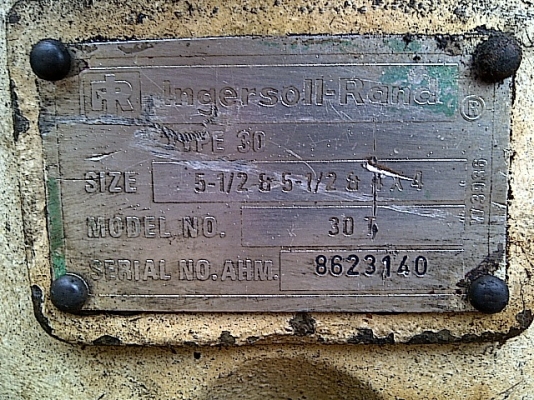 IR Ingersoll-Rand ®
TYPE 30
SIZE 5-1/2 & 5-1/2 & X 4
MODEL NO. 30 T
SERIAL NO. AHM. 8623140